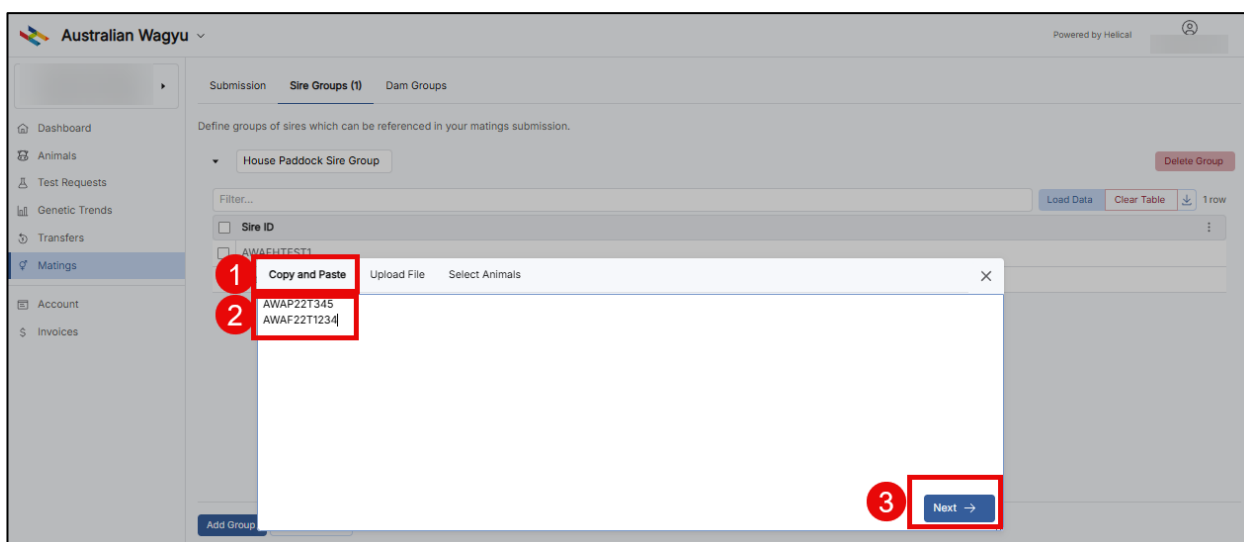 Australian Wagyu
Powered by Helical
Submission Sire Groups (1) Dam Groups
Dashboard
Define groups of sires which can be referenced in your matings submission.
Animals
House Paddock Sire Group
Delete Group
Test Requests
Filter...
Load Data Clear Table 1 row
Genetic Trends
Sire ID
Transfers
AWAFHTEST1
Matings
1 Copy and Paste Upload File Select Animals
Account
2 AWAP22T345
AWAF22T1234
$ Invoices
3 Next →
Add Group